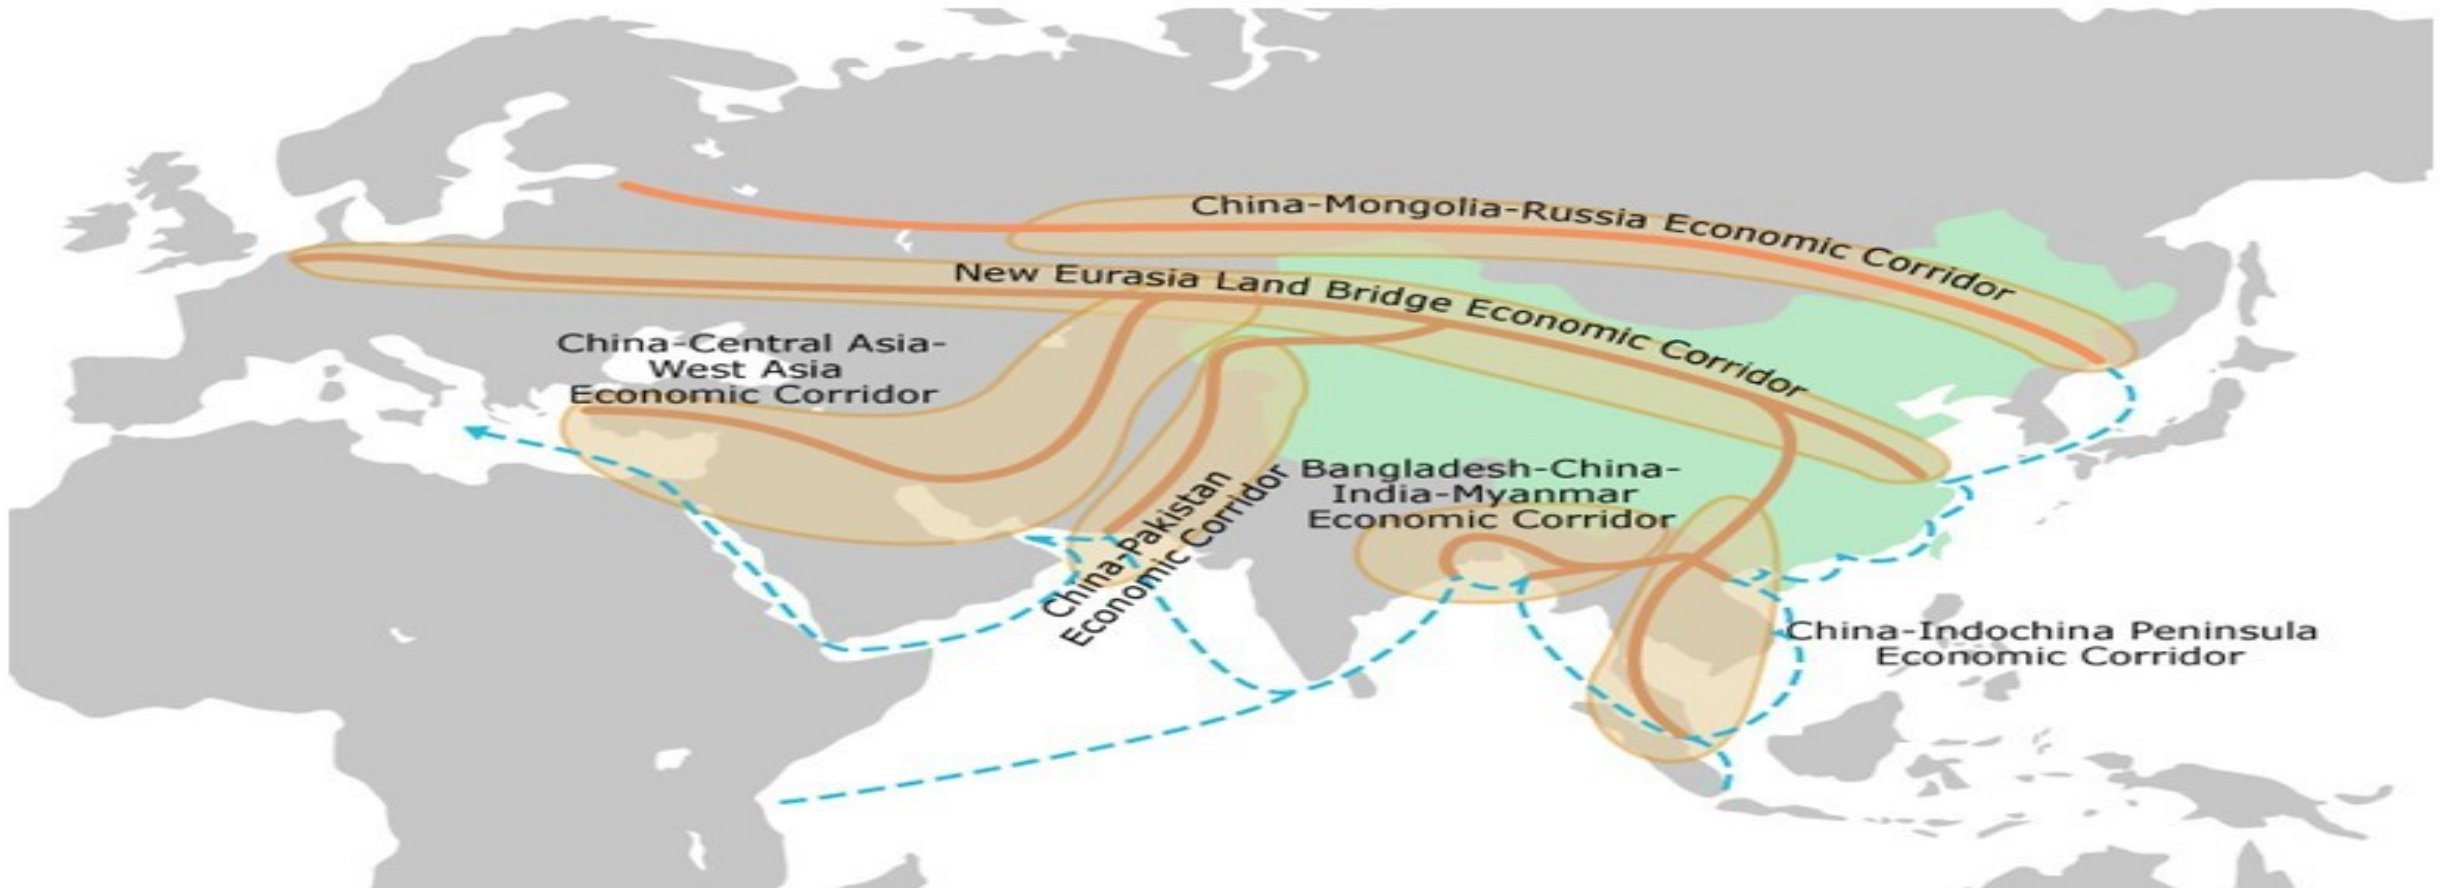 China-Mongolia-Russia Economic Corridor
New Eurasia Land Bridge Economic Corridor
China-Central Asia-
West Asia
Economic Corridor
China-Pakistan
Economic Corridor
Bangladesh-China-
India-Myanmar
Economic Corridor
China-Indochina Peninsula
Economic Corridor